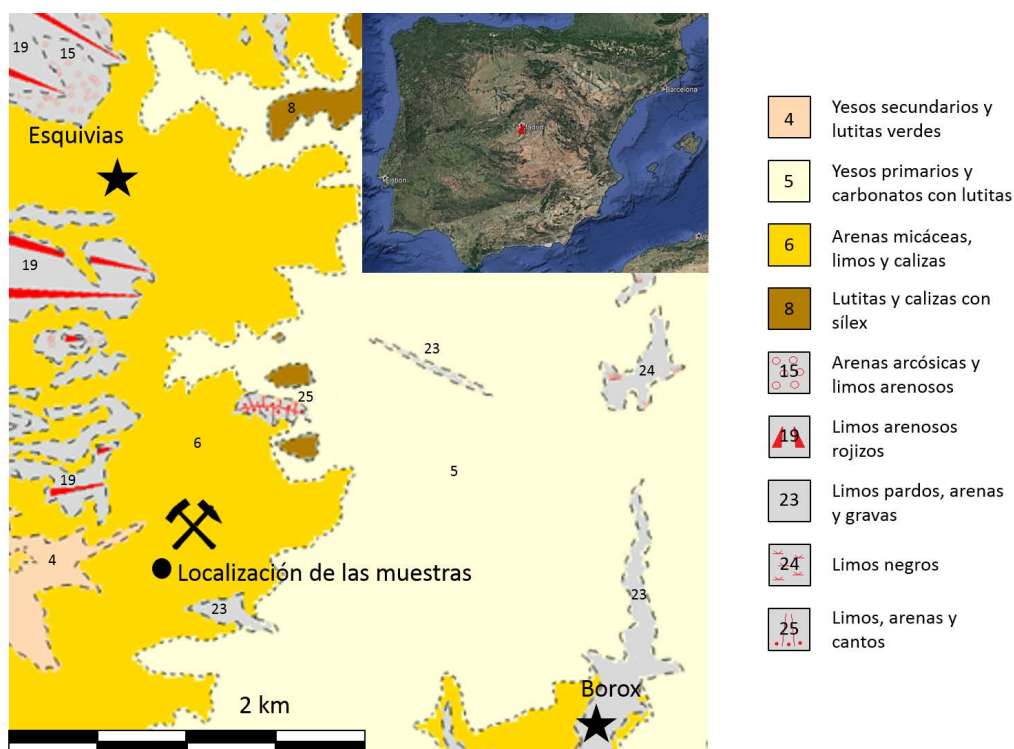 19
15
Esquivias
8
Barcelona
19
23
24
25
6
5
19
4
Localización de las muestras
23
23
Borox
2 km
4
Yesos secundarios y
lutitas verdes
5
Yesos primarios y
carbonatos con lutitas
6
Arenas micáceas,
limos y calizas
8
Lutitas y calizas con
sílex
15
Arenas arcósicas y
limos arenosos
19
Limos arenosos
rojizos
23
Limos pardos, arenas
y gravas
24
Limos negros
25
Limos, arenas y
cantos